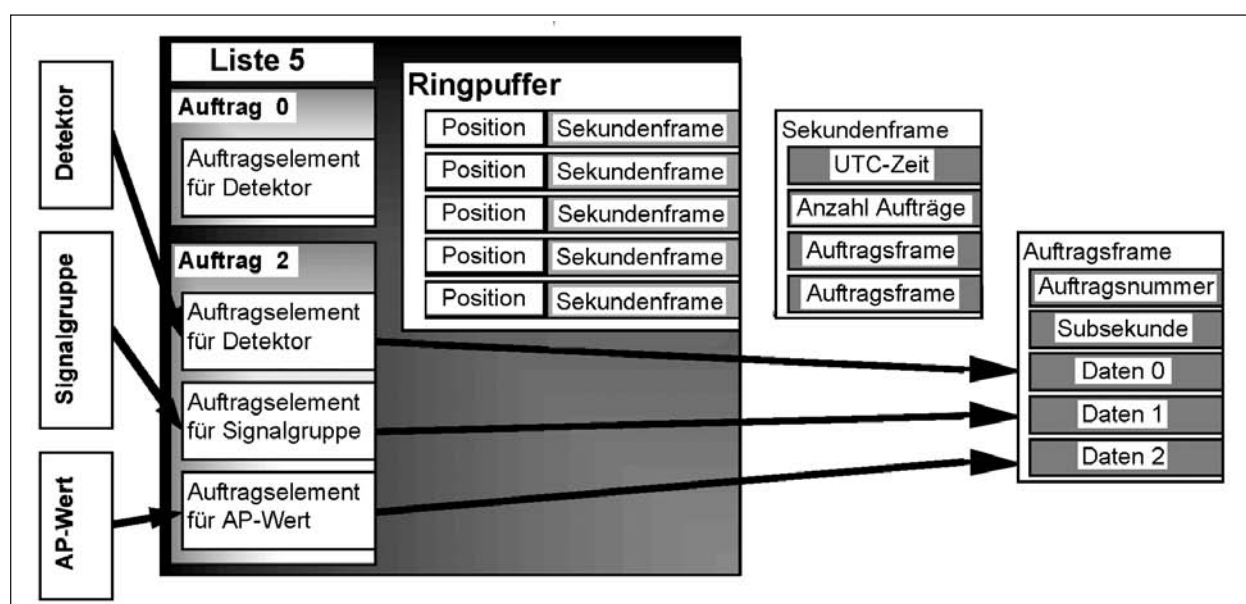 Detektor
Signalgruppe
AP-Wert
Liste 5
Auftrag 0
Auftragselement
für Detektor
Auftrag 2
Auftragselement
für Detektor
Auftragselement
für Signalgruppe
Auftragselement
für AP-Wert
Ringpuffer
Position Sekundenframe
Position Sekundenframe
Position Sekundenframe
Position Sekundenframe
Position Sekundenframe
Sekundenframe
UTC-Zeit
Anzahl Aufträge
Auftragsframe
Auftragsframe
Auftragsframe
Auftragsnummer
Subsekunde
Daten 0
Daten 1
Daten 2